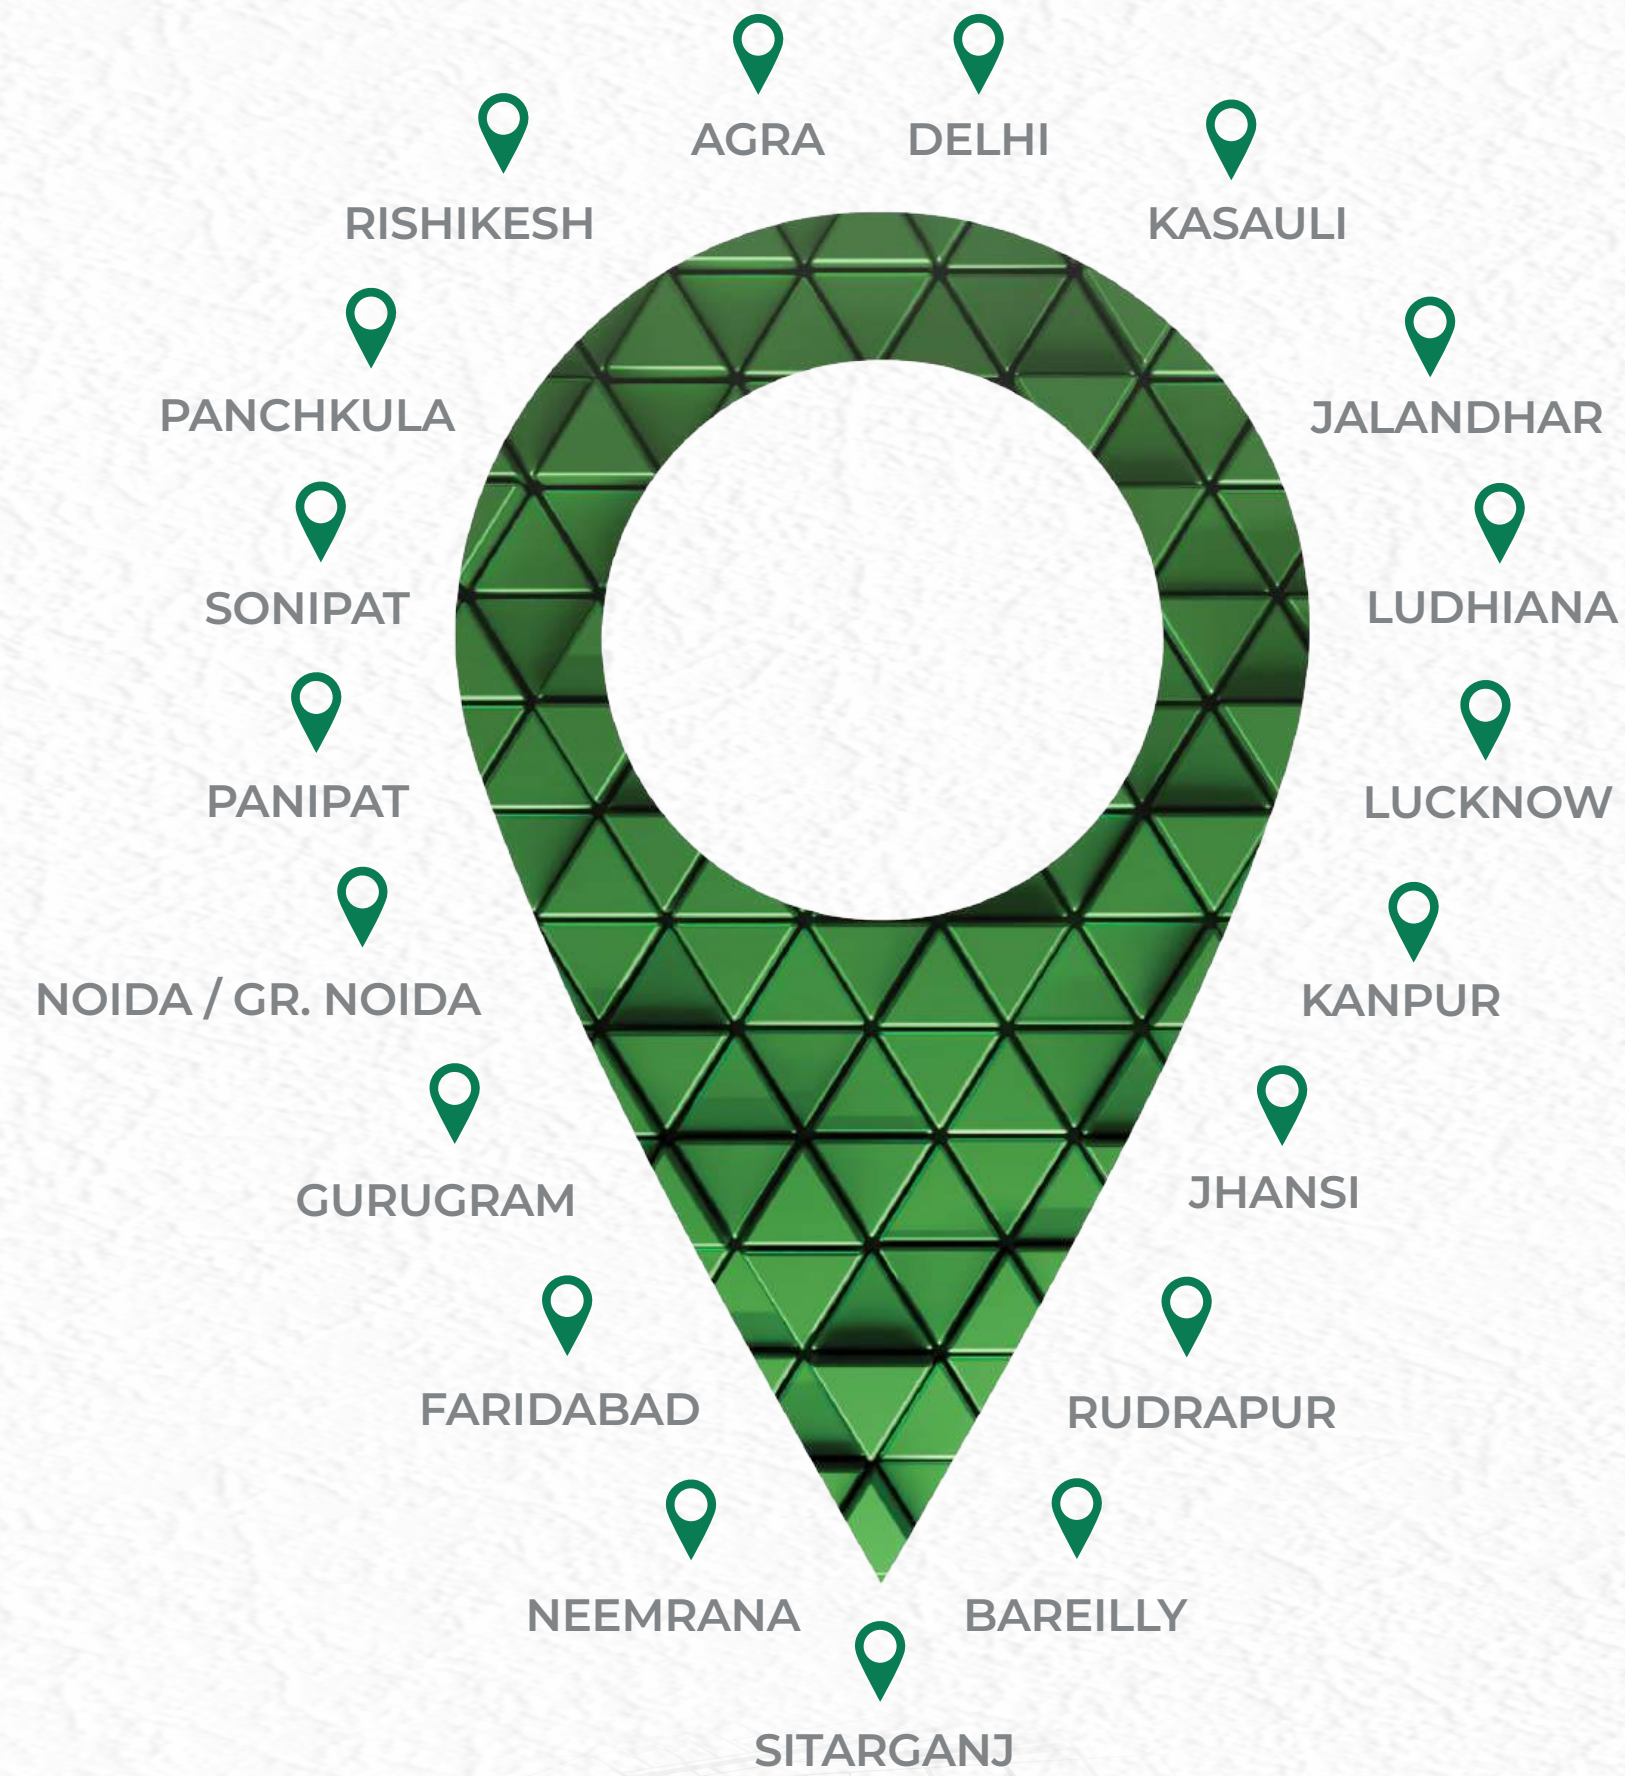 AGRA
DELHI
RISHIKESH
KASAULI
PANCHKULA
JALANDHAR
SONIPAT
LUDHIANA
PANIPAT
LUCKNOW
NOIDA / GR. NOIDA
KANPUR
GURUGRAM
JHANSI
FARIDABAD
RUDRAPUR
NEEMRANA
BAREILLY
SITARGANJ